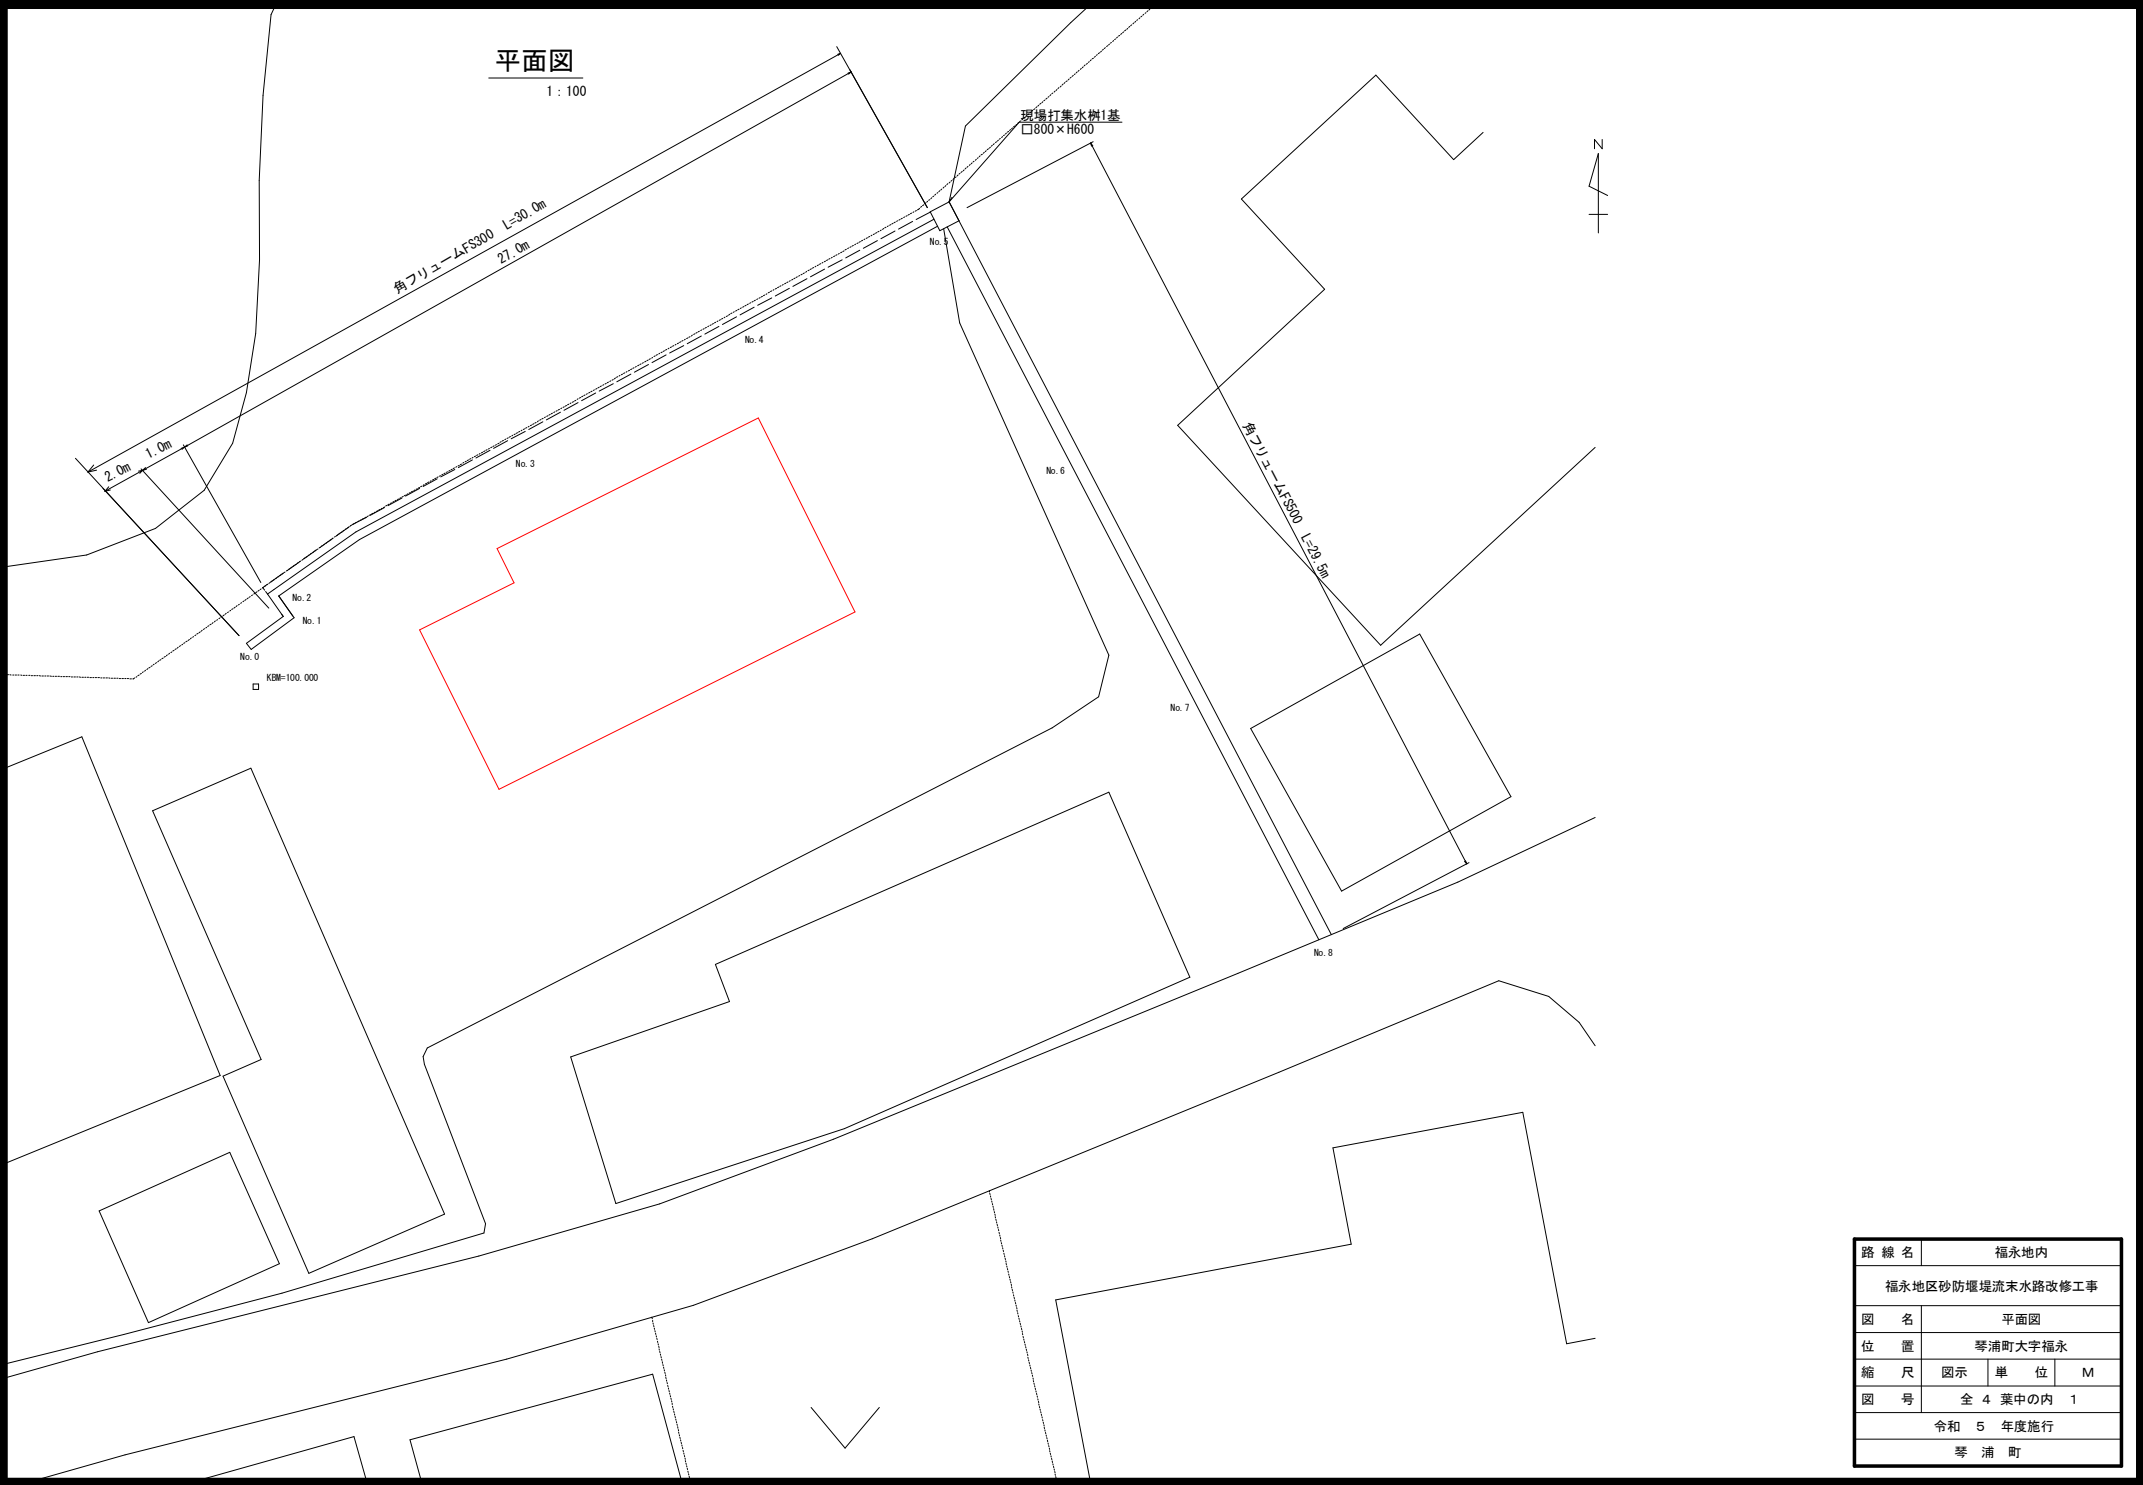 平面図
1：100
現場打集水桝1基
□800×H600
N
角フリュームFS300 L=30.0m
27.0m
1.0m
2.0m
No.5
No.4
No.3
No.6
角フリュームFS500 L=29.5m
No.2
No.1
No.0
KBM=100.000
No.7
No.8
路線名 福永地内
福永地区砂防堰堤流末水路改修工事
図名 平面図
位置 琴浦町大字福永
縮尺 図示 単位 M
図号 全 4 葉中の内 1
令和 5 年度施行
琴浦町